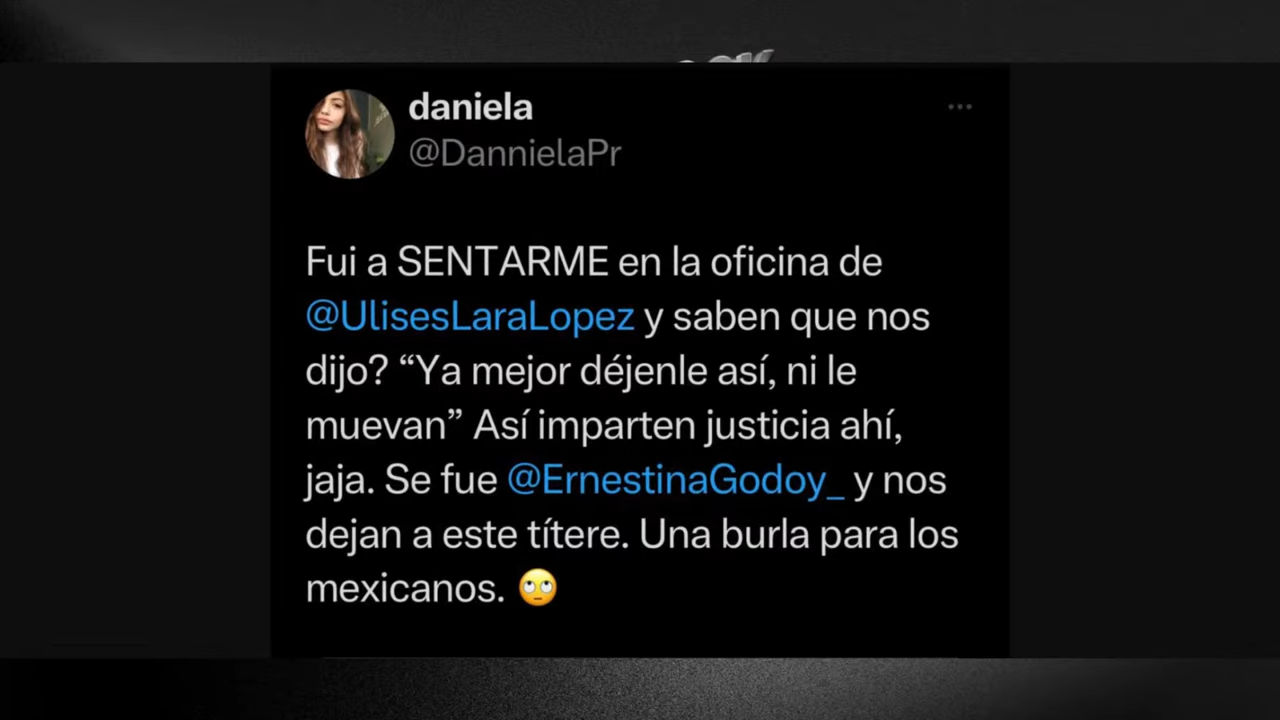 daniela
@DannielaPr
Fui a SENTARME en la oficina de
@UlisesLaraLopez y saben que nos
dijo? “Ya mejor déjenle así, ni le
muevan” Así imparten justicia ahí,
jaja. Se fue @ErnestinaGodoy_ y nos
dejan a este títere. Una burla para los
mexicanos. 🙄